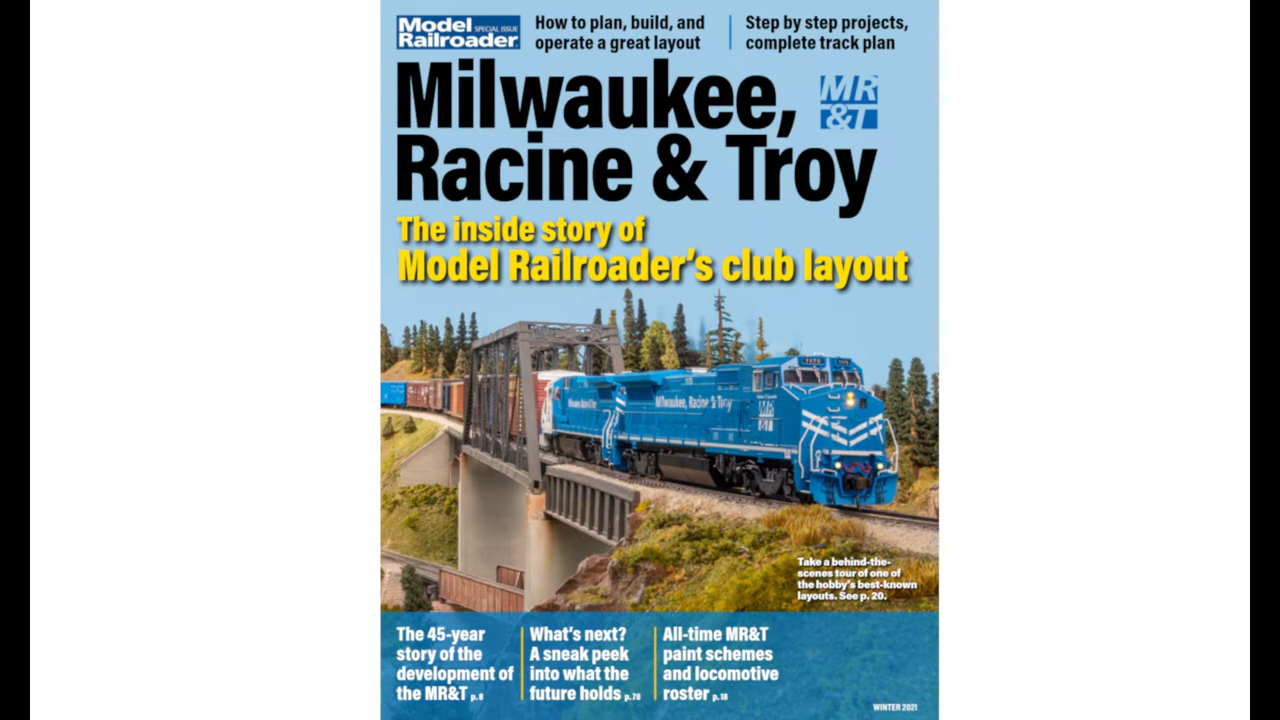 Model
SPECIAL ISSUE
Railroader
How to plan, build, and
operate a great layout
Step by step projects,
complete track plan
Milwaukee,
Racine & Troy
MR
&T
The inside story of
Model Railroader's club layout
Milwaukee, Racine & Troy
MR
&T
Take a behind-the-
scenes tour of one of
the hobby's best-known
layouts. See p. 20.
The 45-year
story of the
development of
the MR&T p. 8
What's next?
A sneak peek
into what the
future holds p. 78
All-time MR&T
paint schemes
and locomotive
roster p. 18
WINTER 2021